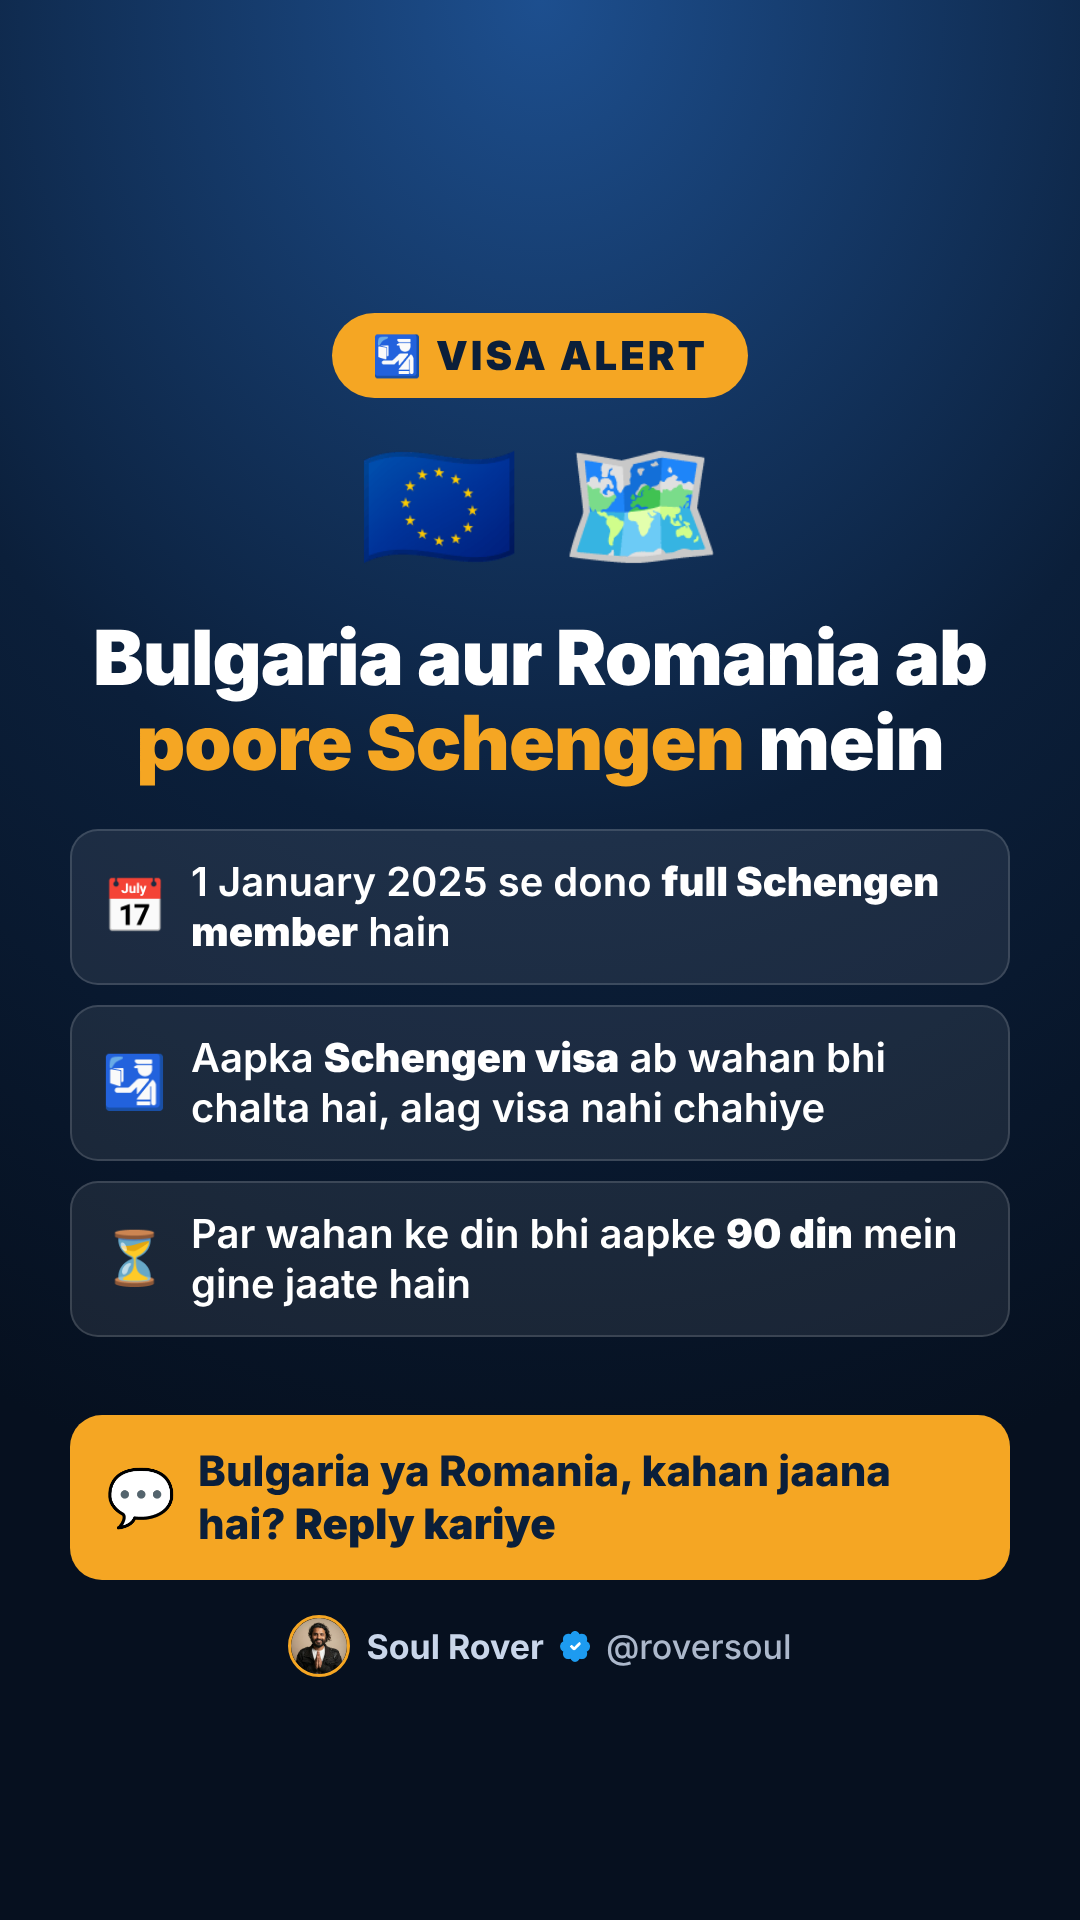 VISA ALERT
Bulgaria aur Romania ab
poore Schengen mein
July
17
1 January 2025 se dono full Schengen
member hain
Aapka Schengen visa ab wahan bhi
chalta hai, alag visa nahi chahiye
Par wahan ke din bhi aapke 90 din mein
gine jaate hain
Bulgaria ya Romania, kahan jaana
hai? Reply kariye
Soul Rover @roversoul